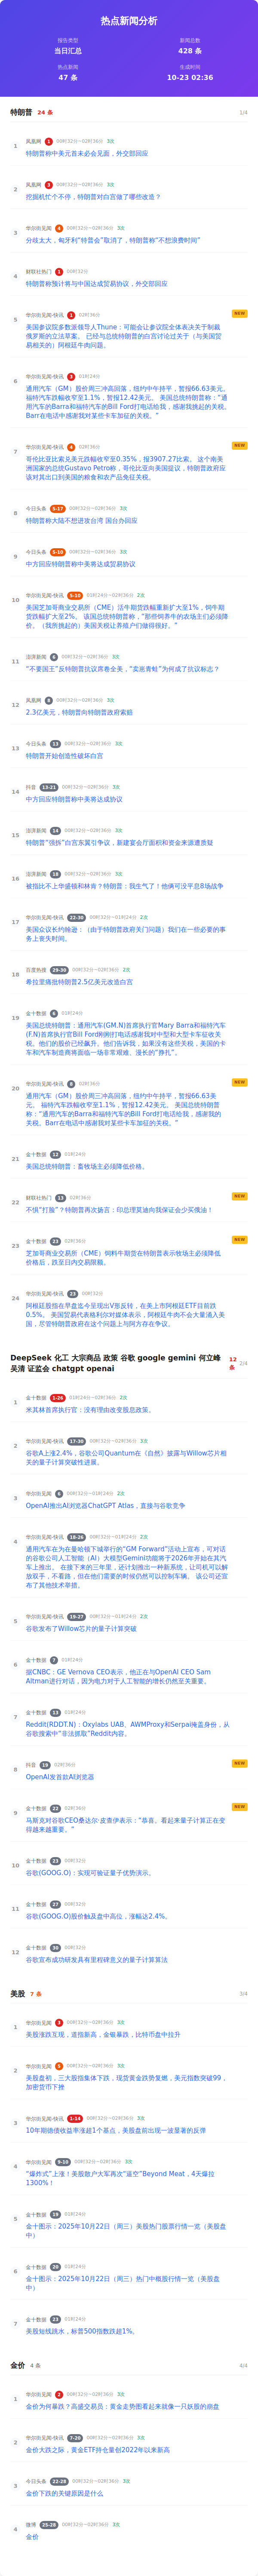 热点新闻分析
报告类型
新闻总数
当日汇总
428 条
热点新闻
生成时间
47 条
10-23 02:36
特朗普 24 条 1/4
1 凤凰网 1 00时32分~02时36分 3次
特朗普称中美元首未必会见面，外交部回应
2 凤凰网 3 00时32分~02时36分 3次
挖掘机忙个不停，特朗普对白宫做了哪些改造？
3 华尔街见闻 4 00时32分~02时36分 3次
分歧太大，匈牙利“特普会”取消了，特朗普称“不想浪费时间”
4 财联社热门 1 00时32分
特朗普称预计将与中国达成贸易协议，外交部回应
5 华尔街见闻-快讯 1 02时36分 NEW
美国参议院多数派领导人Thune：可能会让参议院全体表决关于制裁
俄罗斯的立法草案。 已经与总统特朗普的白宫讨论过关于（与美国贸
易相关的）阿根廷牛肉问题。
6 华尔街见闻-快讯 3 01时24分
通用汽车（GM）股价周三冲高回落，纽约中午持平，暂报66.63美元。
福特汽车跌幅收窄至1.1%，暂报12.42美元。 美国总统特朗普称：“通
用汽车的Barra和福特汽车的Bill Ford打电话给我，感谢我挑起的关税。
Barr在电话中感谢我对某些卡车加征的关税。”
7 华尔街见闻-快讯 4 02时36分 NEW
哥伦比亚比索兑美元跌幅收窄至0.35%，报3907.27比索。 这个南美
洲国家的总统Gustavo Petro称，哥伦比亚向美国提议，特朗普政府应
该对其出口到美国的粮食和农产品免征关税。
8 今日头条 5-17 00时32分~02时36分 3次
特朗普称大陆不想进攻台湾 国台办回应
9 今日头条 5-10 00时32分~02时36分 3次
中方回应特朗普称中美将达成贸易协议
10 华尔街见闻-快讯 5-10 01时24分~02时36分 2次
美国芝加哥商业交易所（CME）活牛期货跌幅重新扩大至1%，饲牛期
货跌幅扩大至2%。 该国总统特朗普称，“那些饲养牛的农场主们必须降
价。（我所挑起的）美国关税让养殖户们做得很好。”
11 澎湃新闻 6 00时32分~02时36分 3次
“不要国王”反特朗普抗议席卷全美，“卖崽青蛙”为何成了抗议标志？
12 凤凰网 9 00时32分~02时36分 3次
2.3亿美元，特朗普向特朗普政府索赔
13 今日头条 13 00时32分~02时36分 3次
特朗普开始创造性破坏白宫
14 抖音 13-21 00时32分~02时36分 3次
中方回应特朗普称中美将达成协议
15 澎湃新闻 14 00时32分~02时36分 3次
特朗普“强拆”白宫东翼引争议，新建宴会厅面积和资金来源遭质疑
16 澎湃新闻 18 00时32分~02时36分 3次
被指比不上华盛顿和林肯？特朗普：我生气了！他俩可没平息8场战争
17 华尔街见闻-快讯 22-30 00时32分~01时24分 2次
美国众议长约翰逊：（由于特朗普政府关门问题）我们在一些必要的事
务上丧失时间。
18 百度热搜 29-30 00时32分~02时36分 2次
希拉里痛批特朗普2.5亿美元改造白宫
19 金十数据 6 01时24分
美国总统特朗普：通用汽车(GM.N)首席执行官Mary Barra和福特汽车
(F.N)首席执行官Bill Ford刚刚打电话感谢我对中型和大型卡车征收关
税。他们的股价已经飙升。他们告诉我，如果没有这些关税，美国的卡
车和汽车制造商将面临一场非常艰难、漫长的“挣扎”。
20 华尔街见闻-快讯 8 02时36分 NEW
通用汽车（GM）股价周三冲高回落，纽约中午持平，暂报66.63美
元。 福特汽车跌幅收窄至1.1%，暂报12.42美元。 美国总统特朗普
称：“通用汽车的Barra和福特汽车的Bill Ford打电话给我，感谢我的
关税。Barr在电话中感谢我对某些卡车加征的关税。”
21 金十数据 12 01时24分
美国总统特朗普：畜牧场主必须降低价格。
22 财联社热门 13 02时36分 NEW
不惧“打脸”？特朗普再次扬言：印总理莫迪向我保证会少买俄油！
23 金十数据 23 02时36分 NEW
芝加哥商业交易所（CME）饲料牛期货在特朗普表示牧场主必须降低
价格后，跌至日内交易限额。
24 华尔街见闻-快讯 23 00时32分
阿根廷股指在早盘迄今呈现出V形反转，在美上市阿根廷ETF目前跌
0.5%。 美国贸易代表格利尔对媒体表示，阿根廷牛肉不会大量涌入美
国，尽管特朗普政府在这个问题上与阿方存在争议。
DeepSeek 化工 大宗商品 政策 谷歌 google gemini 何立峰
吴清 证监会 chatgpt openai 12 条 2/4
1 金十数据 1-26 01时24分~02时36分 2次
米其林首席执行官：没有理由改变股息政策。
2 华尔街见闻-快讯 17-30 00时32分~02时36分 3次
谷歌A上涨2.4%，谷歌公司Quantum在《自然》披露与Willow芯片相
关的量子计算突破性进展。
3 华尔街见闻 6 00时32分~01时24分 2次
OpenAI推出AI浏览器ChatGPT Atlas，直接与谷歌竞争
4 华尔街见闻-快讯 18-26 00时32分~01时24分 2次
通用汽车在为在曼哈顿下城举行的“GM Forward”活动上宣布，可对话
的谷歌公司人工智能（AI）大模型Gemini功能将于2026年开始在其汽
车上推出。 在接下来的三年里，还计划推出一种新系统，让司机可以解
放双手，不看路，但在他们需要的时候仍然可以控制车辆。 该公司还宣
布了其他技术举措。
5 华尔街见闻-快讯 19-27 00时32分~01时24分 2次
谷歌发布了Willow芯片的量子计算突破
6 金十数据 7 01时24分
据CNBC：GE Vernova CEO表示，他正在与OpenAI CEO Sam
Altman进行对话，因为电力对于人工智能的增长仍然至关重要。
7 金十数据 13 01时24分
Reddit(RDDT.N)：Oxylabs UAB、AWMProxy和Serpai掩盖身份，从
谷歌搜索中“非法抓取”Reddit内容。
8 抖音 18 02时36分 NEW
OpenAI发首款AI浏览器
9 金十数据 22 02时36分 NEW
马斯克对谷歌CEO桑达尔·皮查伊表示：“恭喜。看起来量子计算正在变
得越来越重要。”
10 金十数据 23 00时32分
谷歌(GOOG.O)：实现可验证量子优势演示。
11 金十数据 27 00时32分
谷歌(GOOG.O)股价触及盘中高位，涨幅达2.4%。
12 金十数据 30 00时32分
谷歌宣布成功研发具有里程碑意义的量子计算算法
美股 7 条 3/4
1 华尔街见闻 3 00时32分~02时36分 3次
美股涨跌互现，道指新高，金银暴跌，比特币盘中拉升
2 华尔街见闻 5 00时32分~02时36分 3次
美股盘初，三大股指集体下跌，现货黄金跌势复燃，美元指数突破99，
加密货币下挫
3 华尔街见闻-快讯 1-14 00时32分~02时36分 3次
10年期德债收益率涨超1个基点，美股盘前出现一波显著的反弹
4 华尔街见闻 9-10 00时32分~02时36分 3次
“爆炸式”上涨！美股散户大军再次“逼空”Beyond Meat，4天爆拉
1300%！
5 金十数据 19 01时24分
金十图示：2025年10月22日（周三）美股热门股票行情一览（美股盘
中）
6 金十数据 20 01时24分
金十图示：2025年10月22日（周三）热门中概股行情一览（美股盘
中）
7 金十数据 23 01时24分
美股短线跳水，标普500指数跌超1%。
金价 4 条 4/4
1 华尔街见闻 2 00时32分~02时36分 3次
金价为何暴跌？高盛交易员：黄金走势图看起来就像一只妖股的崩盘
2 华尔街见闻-快讯 7-20 00时32分~02时36分 3次
金价大跌之际，黄金ETF持仓量创2022年以来新高
3 今日头条 22-28 00时32分~02时36分 3次
金价下跌的关键原因是什么
4 微博 25-28 00时32分~02时36分 3次
金价